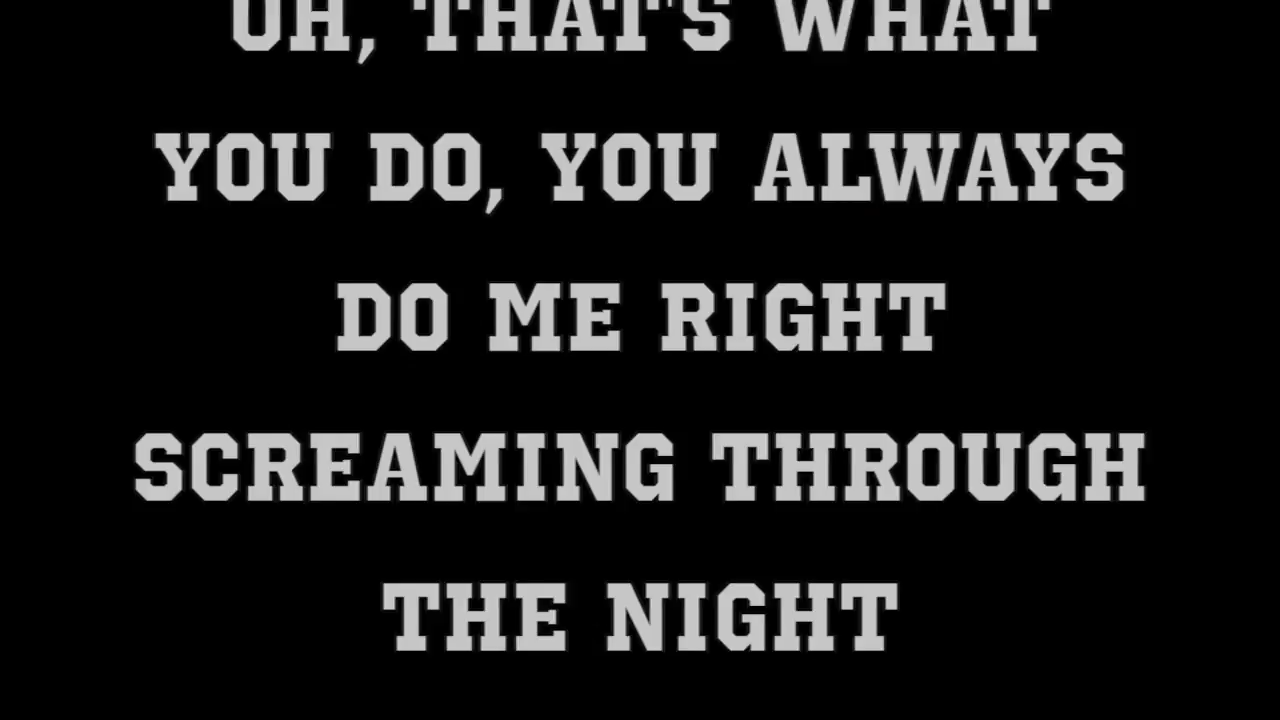 OH, THAT'S WHAT
YOU DO, YOU ALWAYS
DO ME RIGHT
SCREAMING THROUGH
THE NIGHT